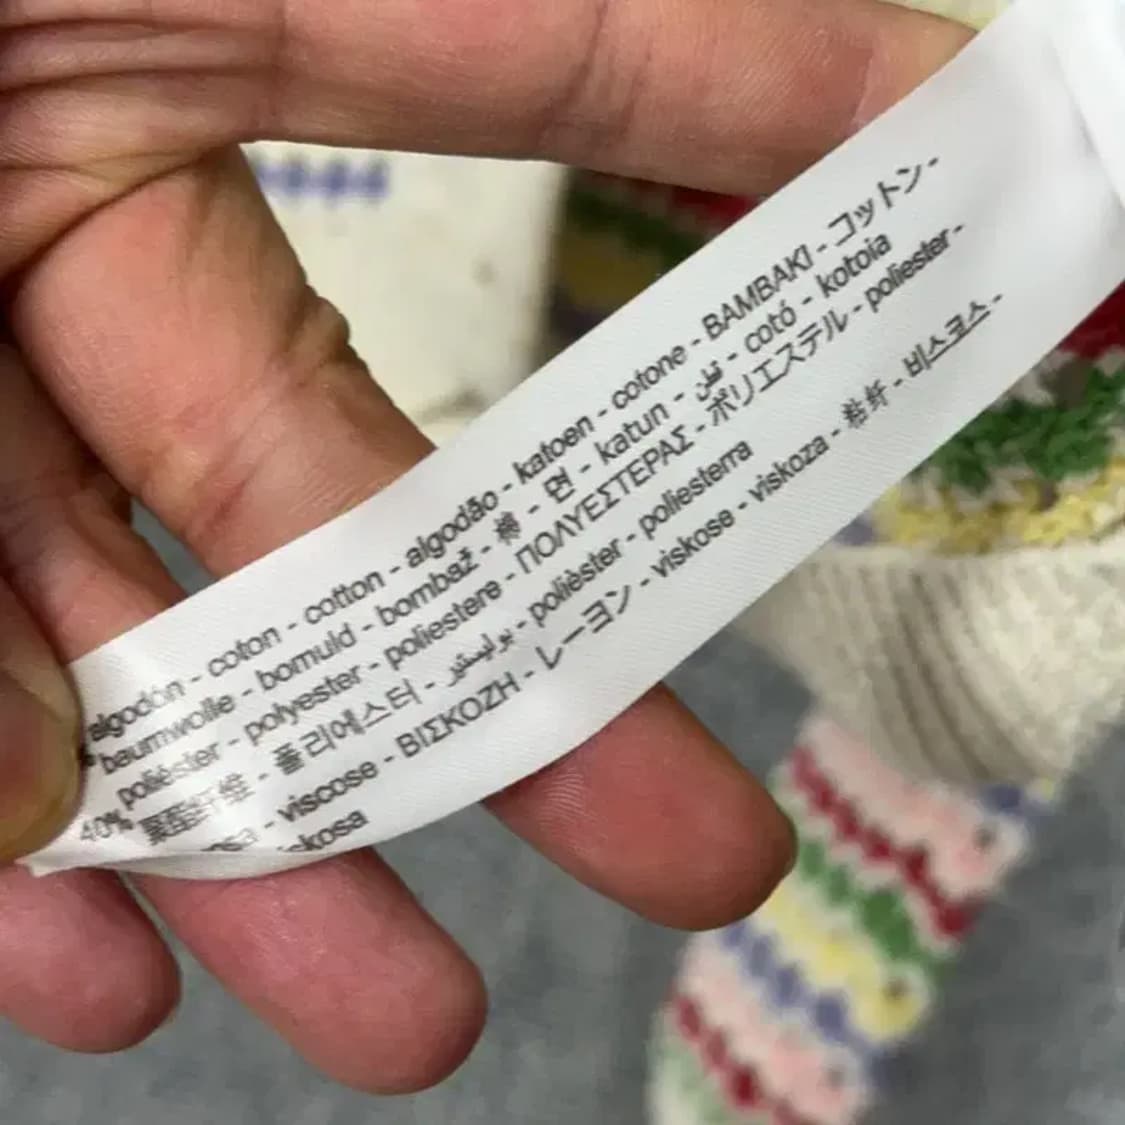 algodón - coton - cotton - algodão - katoen - cotone - BAMBAKI - コットン -
baumwolle - bomuld - bombaž - 棉 - 면 - katun - قطن - cotó - kotoia
40% poliéster - polyester - poliestere - ΠΟΛΥΕΣΤΕΡΑΣ - ポリエステル - poliester -
聚酯纤维 - 폴리에스터 - بوليستر - polièster - poliesterra
- viscose - ΒΙΣΚΟΖΗ - レーヨン - viskose - viskoza - 粘纤 - 비스코스 -